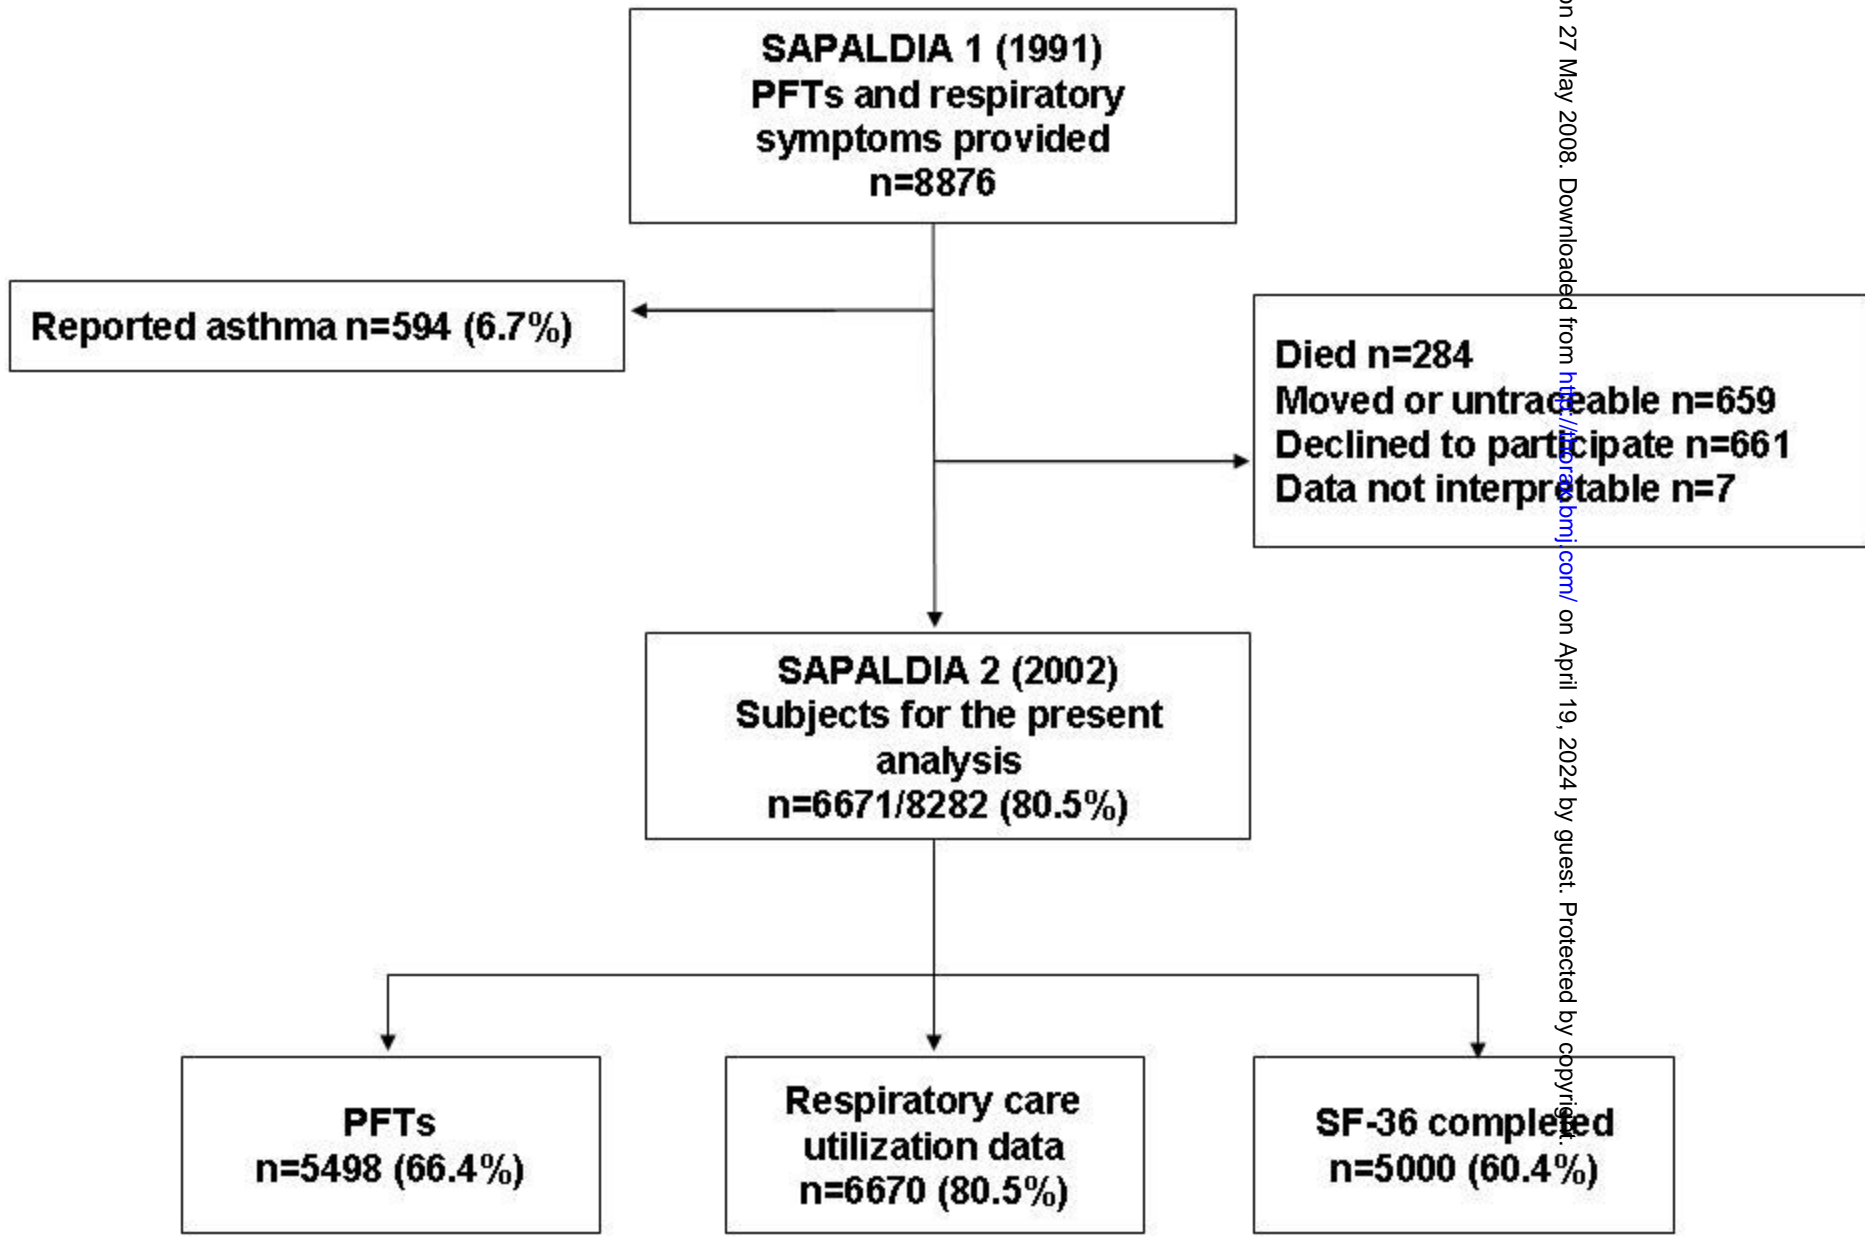 SAPALDIA 1 (1991)
PFTs and respiratory
symptoms provided
n=8876
Reported asthma n=594 (6.7%)
Died n=284
Moved or untraceable n=659
Declined to participate n=661
Data not interpretable n=7
SAPALDIA 2 (2002)
Subjects for the present
analysis
n=6671/8282 (80.5%)
PFTs
n=5498 (66.4%)
Respiratory care
utilization data
n=6670 (80.5%)
SF-36 completed
n=5000 (60.4%)
on 27 May 2008. Downloaded from http://thorax.bmj.com/ on April 19, 2024 by guest. Protected by copyright.